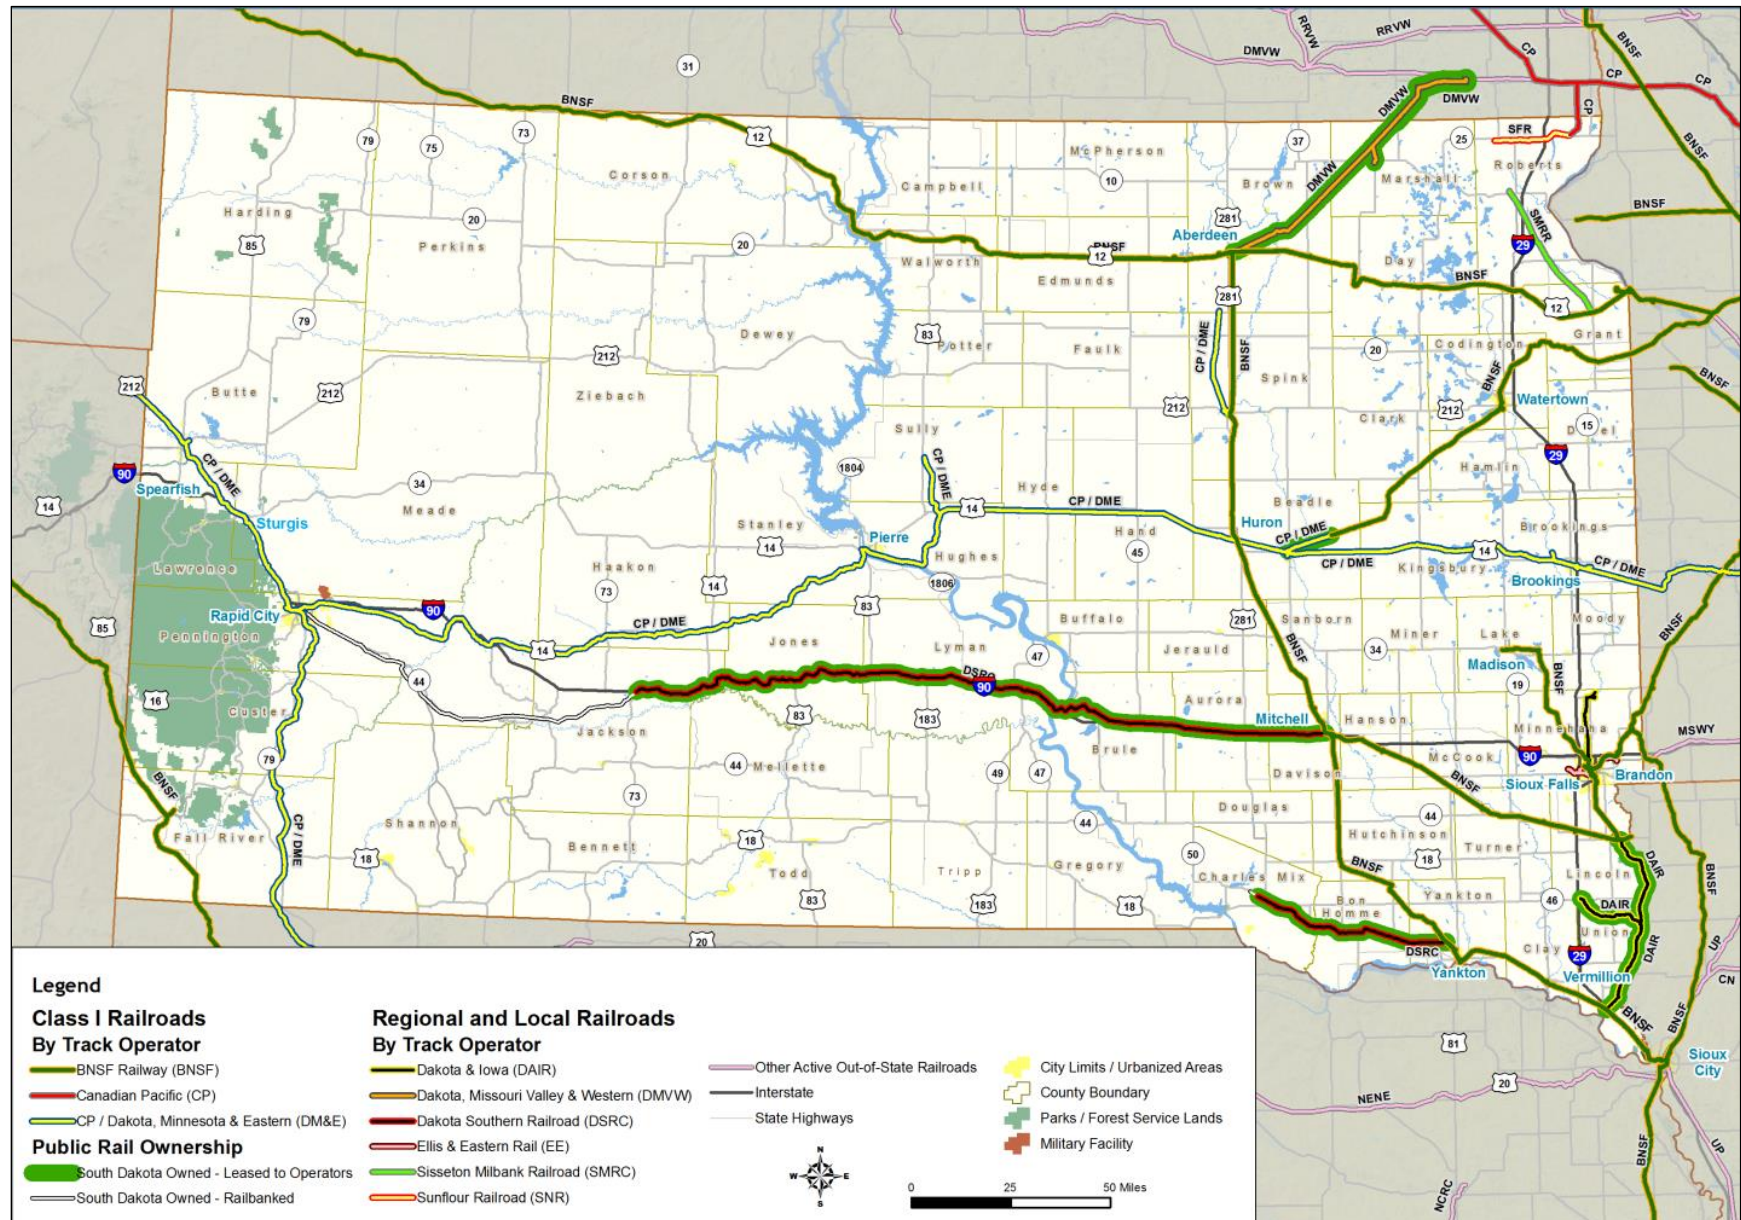 31
BNSF
DMVW
RRVW
RRVW
BNSF
CP
CP
CP
DMVW
DMVW
CP
SFR
25
37
BNSF
79
75
73
12
McPherson
Roberts
Corson
Campbell
10
Brown
DMVW
Marshall
BNSF
Harding
20
281
SMRR
85
Perkins
20
Aberdeen
BNSF
12
Walworth
29
Edmunds
Day
BNSF
281
12
79
Dewey
83
Potter
Faulk
CP / DME
BNSF
20
Codington
Grant
212
Spink
BNSF
BNSF
212
Butte
212
Ziebach
212
Clark
212
Watertown
Sully
15
Deuel
29
90
CP / DME
1804
Hamlin
Spearfish
34
Hyde
CP / DME
CP / DME
Beadle
14
Meade
14
Sturgis
Stanley
Huron
Brookings
14
Pierre
Hand
CP / DME
45
14
CP / DME
Lawrence
Haakon
Hughes
CP / DME
Kingsbury
Brookings
73
14
1806
Rapid City
90
83
85
Pennington
CP / DME
Buffalo
281
Sanborn
Moody
BNSF
14
Jones
Lyman
47
Jerauld
BNSF
34
Miner
Lake
Madison
44
DSRC
90
19
BNSF
16
Custer
83
183
Aurora
Mitchell
Hanson
Minnehaha
Jackson
MSWY
79
44
Mellette
Brule
McCook
90
49
47
Davison
Brandon
BNSF
73
BNSF
Sioux Falls
Douglas
CP / DME
Shannon
44
44
Fall River
Hutchinson
18
Bennett
18
50
18
Turner
BNSF
DAIR
BNSF
Todd
Tripp
Gregory
Charles Mix
Lincoln
83
183
18
Bon
Homme
Yankton
46
DAIR
Union
20
DSRC
Clay
29
DAIR
UP
Yankton
Vermillion
CN
BNSF
BNSF
81
Sioux
City
20
NENE
UP
BNSF
NCRC
Legend
Class I Railroads
By Track Operator
BNSF Railway (BNSF)
Canadian Pacific (CP)
CP / Dakota, Minnesota & Eastern (DM&E)
Public Rail Ownership
South Dakota Owned - Leased to Operators
South Dakota Owned - Railbanked
Regional and Local Railroads
By Track Operator
Dakota & Iowa (DAIR)
Dakota, Missouri Valley & Western (DMVW)
Dakota Southern Railroad (DSRC)
Ellis & Eastern Rail (EE)
Sisseton Milbank Railroad (SMRC)
Sunflour Railroad (SNR)
Other Active Out-of-State Railroads
Interstate
State Highways
City Limits / Urbanized Areas
County Boundary
Parks / Forest Service Lands
Military Facility
N
W E
S
0 25 50 Miles